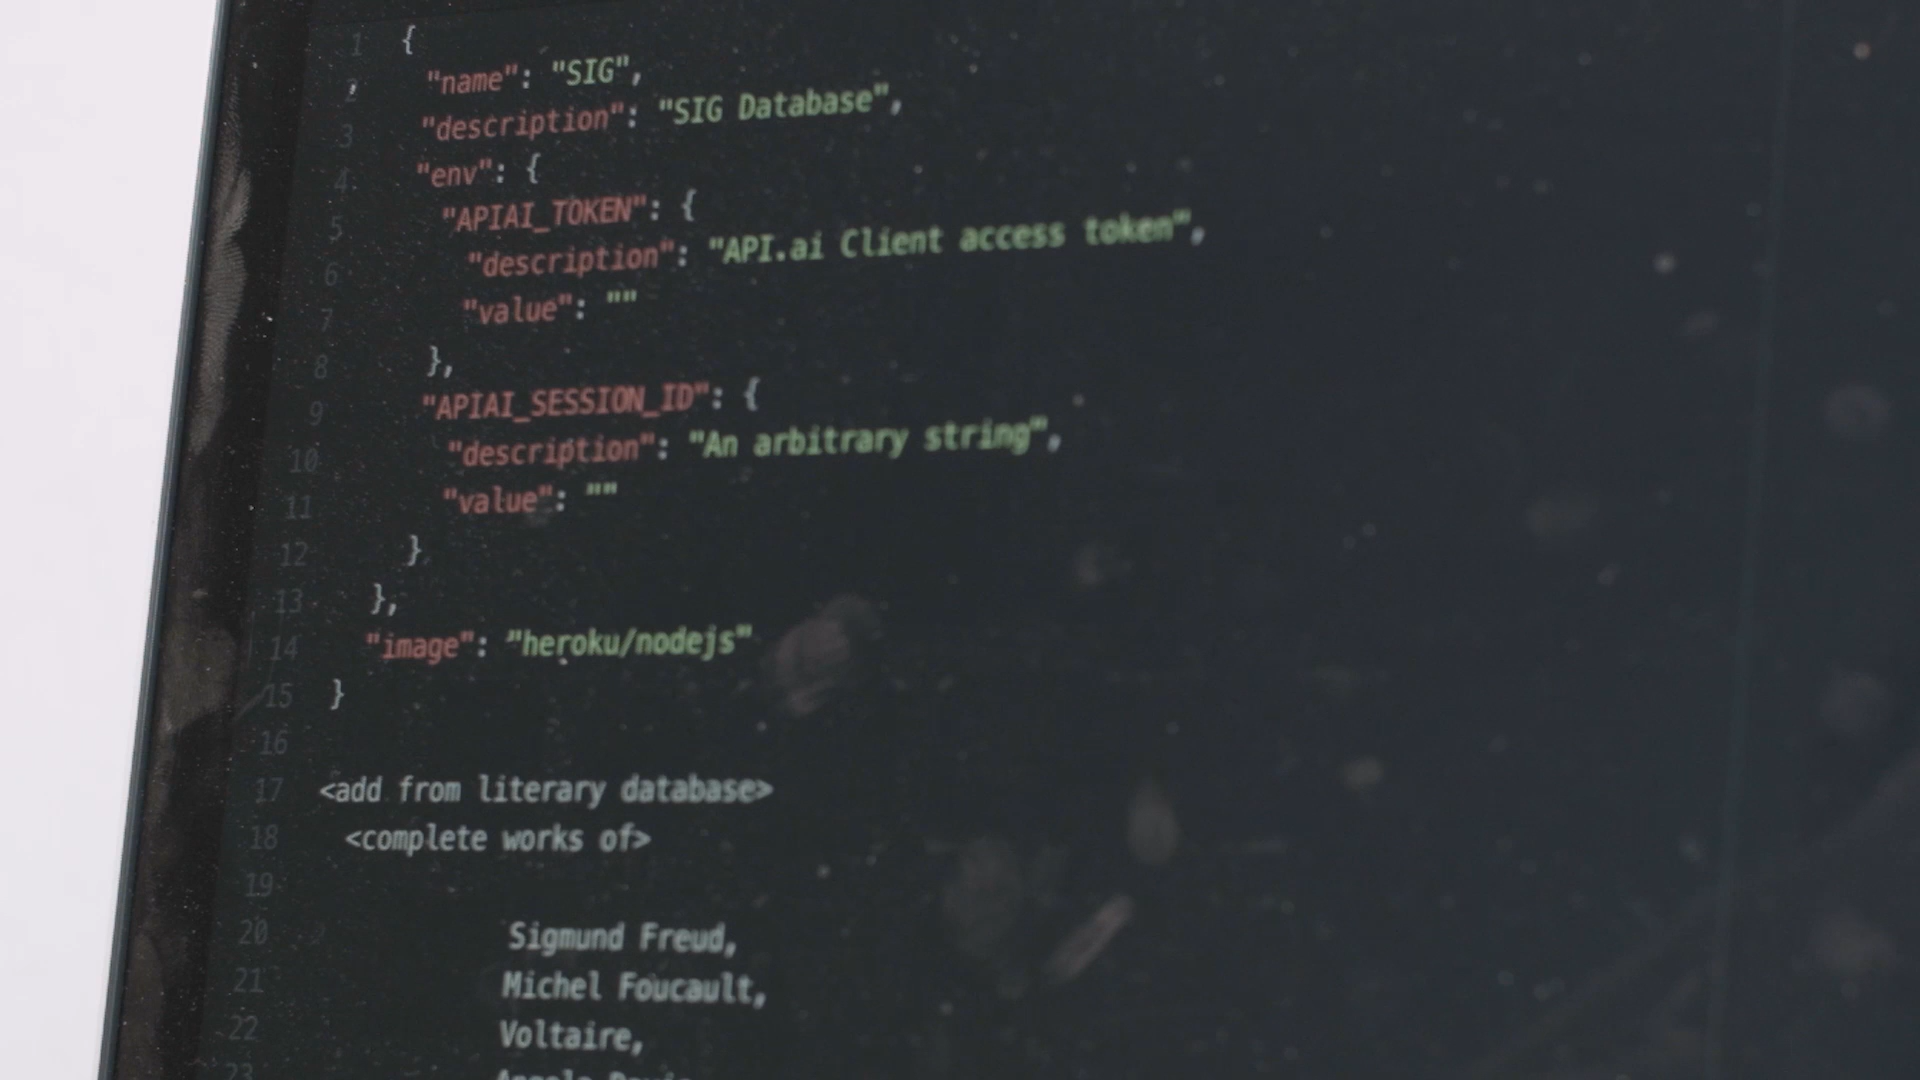 1 {
2 "name": "SIG",
3 "description": "SIG Database",
4 "env": {
5 "APIAI_TOKEN": {
6 "description": "API.ai Client access token",
7 "value": ""
8 },
9 "APIAI_SESSION_ID": {
10 "description": "An arbitrary string",
11 "value": ""
12 }
13 },
14 "image": "heroku/nodejs"
15 }
16
17 <add from literary database>
18 <complete works of>
19
20 Sigmund Freud,
21 Michel Foucault,
22 Voltaire,
23